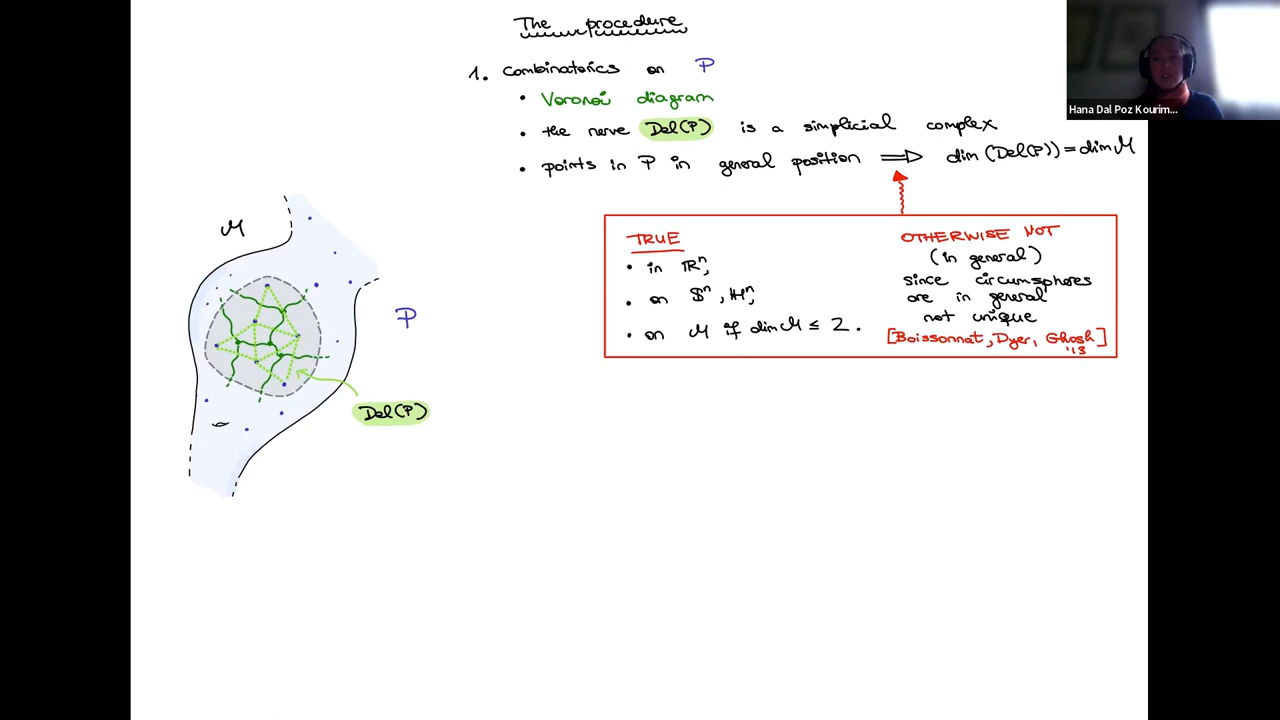 The procedure
Hana Dal Poz Kourim...
1. Combinatorics on P
• Voronoi diagram
• the nerve Del(P) is a simplicial complex
• points in P in general position ⟹ dim(Del(P)) = dim M
M
P
Del(P)
TRUE
• in ℝⁿ,
• on 𝕊ⁿ, ℍⁿ,
• on M if dim M ≤ 2.
OTHERWISE NOT
(in general)
since circumspheres
are in general
not unique
[Boissonnat, Dyer, Ghosh
'13]